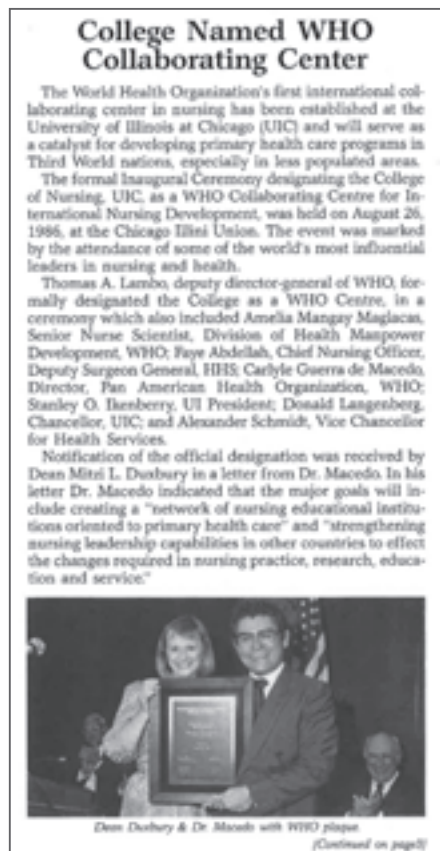 College Named WHO
Collaborating Center
The World Health Organization's first international col-
laborating center in nursing has been established at the
University of Illinois at Chicago (UIC) and will serve as
a catalyst for developing primary health care programs in
Third World nations, especially in less populated areas.
The formal Inaugural Ceremony designating the College
of Nursing, UIC, as a WHO Collaborating Centre for In-
ternational Nursing Development, was held on August 26,
1986, at the Chicago Illini Union. The event was marked
by the attendance of some of the world's most influential
leaders in nursing and health.
Thomas A. Lambo, deputy director-general of WHO, for-
mally designated the College as a WHO Centre, in a
ceremony which also included Amelia Mangay Maglacas,
Senior Nurse Scientist, Division of Health Manpower
Development, WHO; Faye Abdellah, Chief Nursing Officer,
Deputy Surgeon General, HHS; Carlyle Guerra de Macedo,
Director, Pan American Health Organization, WHO;
Stanley O. Ikenberry, UI President; Donald Langenberg,
Chancellor, UIC; and Alexander Schmidt, Vice Chancellor
for Health Services.
Notification of the official designation was received by
Dean Mitzi L. Duxbury in a letter from Dr. Macedo. In his
letter Dr. Macedo indicated that the major goals will in-
clude creating a "network of nursing educational institu-
tions oriented to primary health care" and "strengthening
nursing leadership capabilities in other countries to effect
the changes required in nursing practice, research, educa-
tion and service."
Dean Duxbury & Dr. Macedo with WHO plaque.
(Continued on page3)